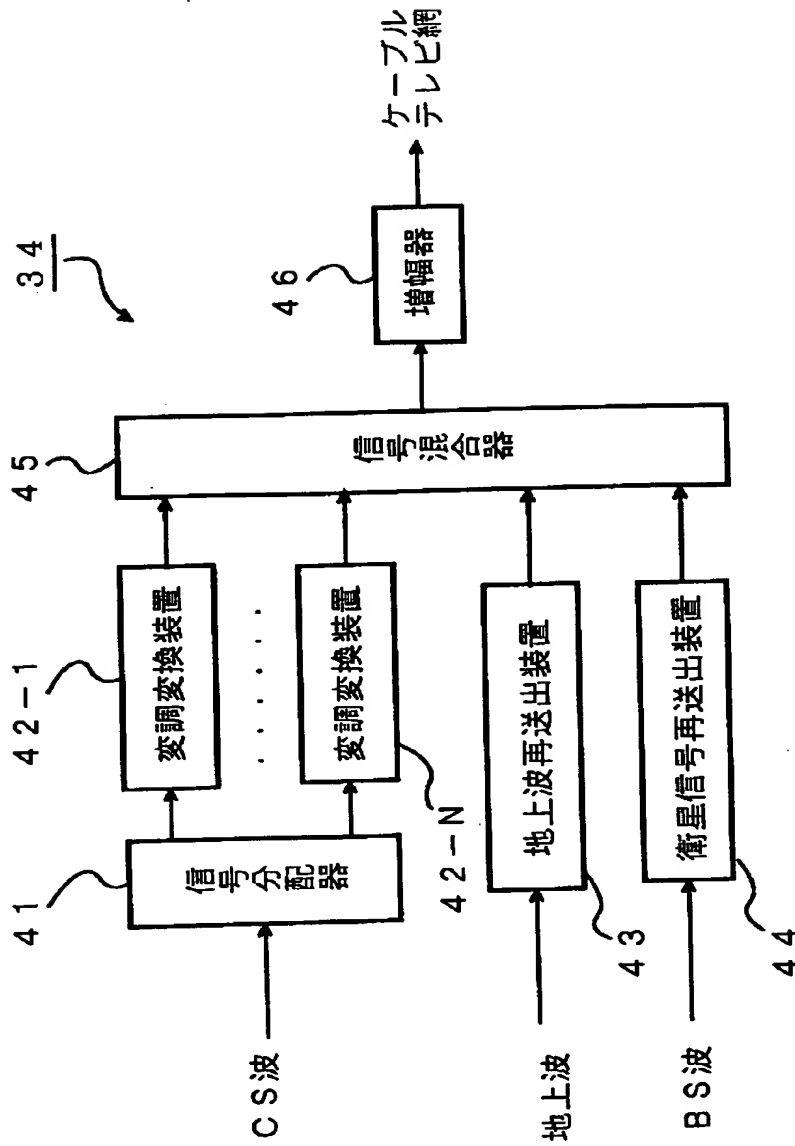 ３４
ＣＳ波
４１
信号分配器
４２－１
変調変換装置
・・・・・・
変調変換装置
４２－Ｎ
４５
信号混合器
４６
増幅器
ケーブル
テレビ網
地上波
地上波再送出装置
４３
ＢＳ波
衛星信号再送出装置
４４